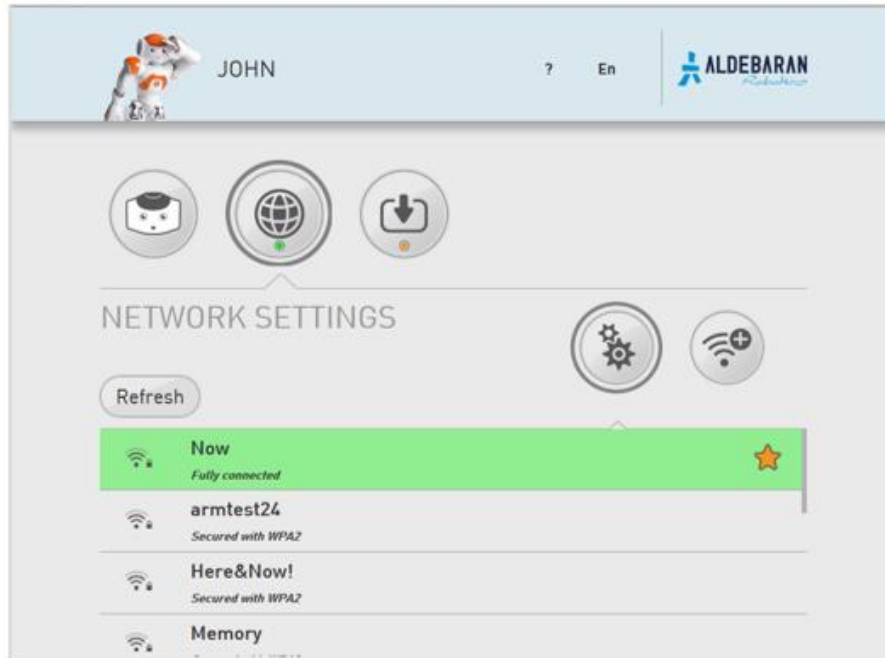 JOHN
?
En
ALDEBARAN
Robotics
NETWORK SETTINGS
Refresh
Now
Fully connected
armtest24
Secured with WPA2
Here&Now!
Secured with WPA2
Memory